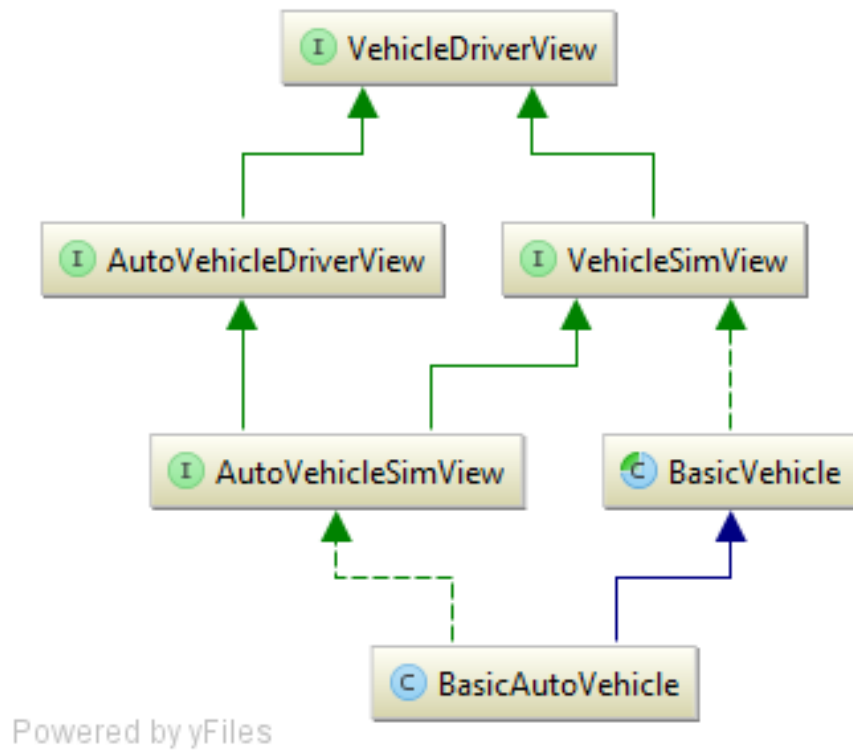 I VehicleDriverView
I AutoVehicleDriverView
I VehicleSimView
I AutoVehicleSimView
C BasicVehicle
C BasicAutoVehicle
Powered by yFiles